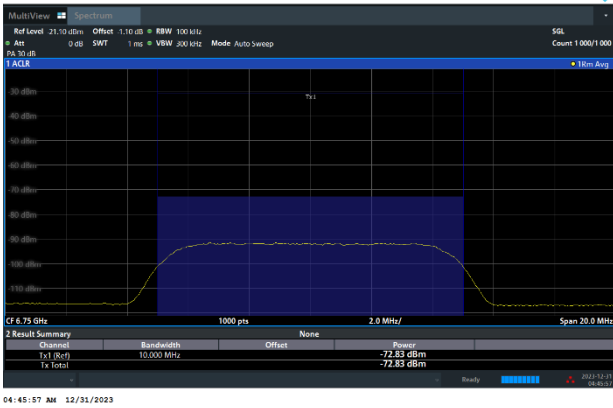 MultiView Spectrum
Ref Level -21.10 dBm Offset -1.10 dB RBW 100 kHz SGL
Att 0 dB SWT 1 ms VBW 300 kHz Mode Auto Sweep Count 1 000/1 000
PA 30 dB
1 ACLR 1Rm Avg
Tx1
-30 dBm
-40 dBm
-50 dBm
-60 dBm
-70 dBm
-80 dBm
-90 dBm
-100 dBm
-110 dBm
CF 6.75 GHz 1000 pts 2.0 MHz/ Span 20.0 MHz
2 Result Summary None
Channel Bandwidth Offset Power
Tx1 (Ref) 10.000 MHz -72.83 dBm
Tx Total -72.83 dBm
Ready 2023-12-31
04:45:57
04:45:57 AM 12/31/2023